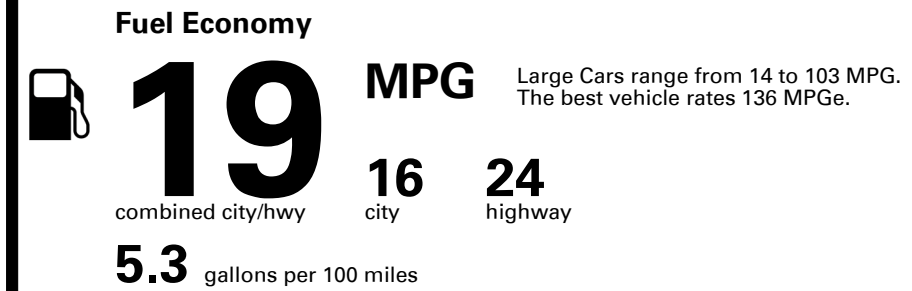 Fuel Economy
19 MPG
Large Cars range from 14 to 103 MPG.
The best vehicle rates 136 MPGe.
combined city/hwy
16
city
24
highway
5.3 gallons per 100 miles